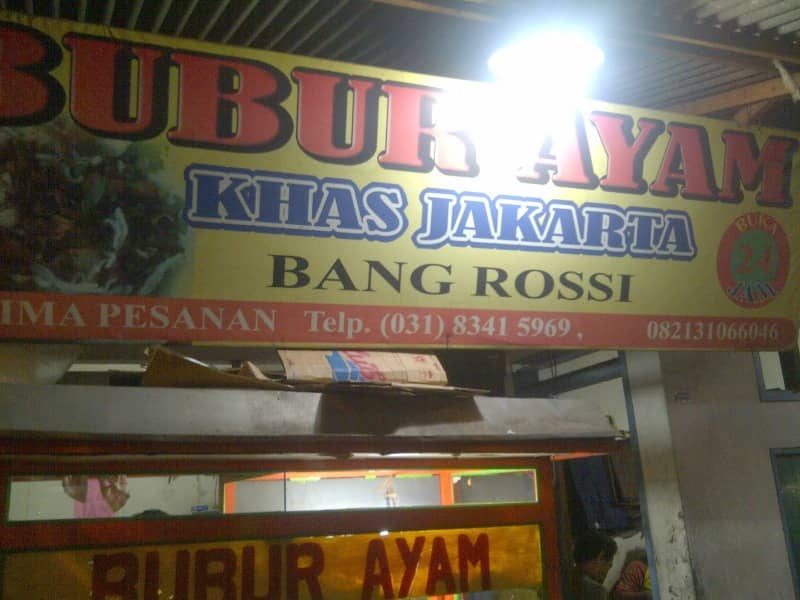 BUBUR AYAM
KHAS JAKARTA
BANG ROSSI
BUKA
24
JAM
IMA PESANAN Telp. (031) 8341 5969 , 082131066046
BUBUR AYAM